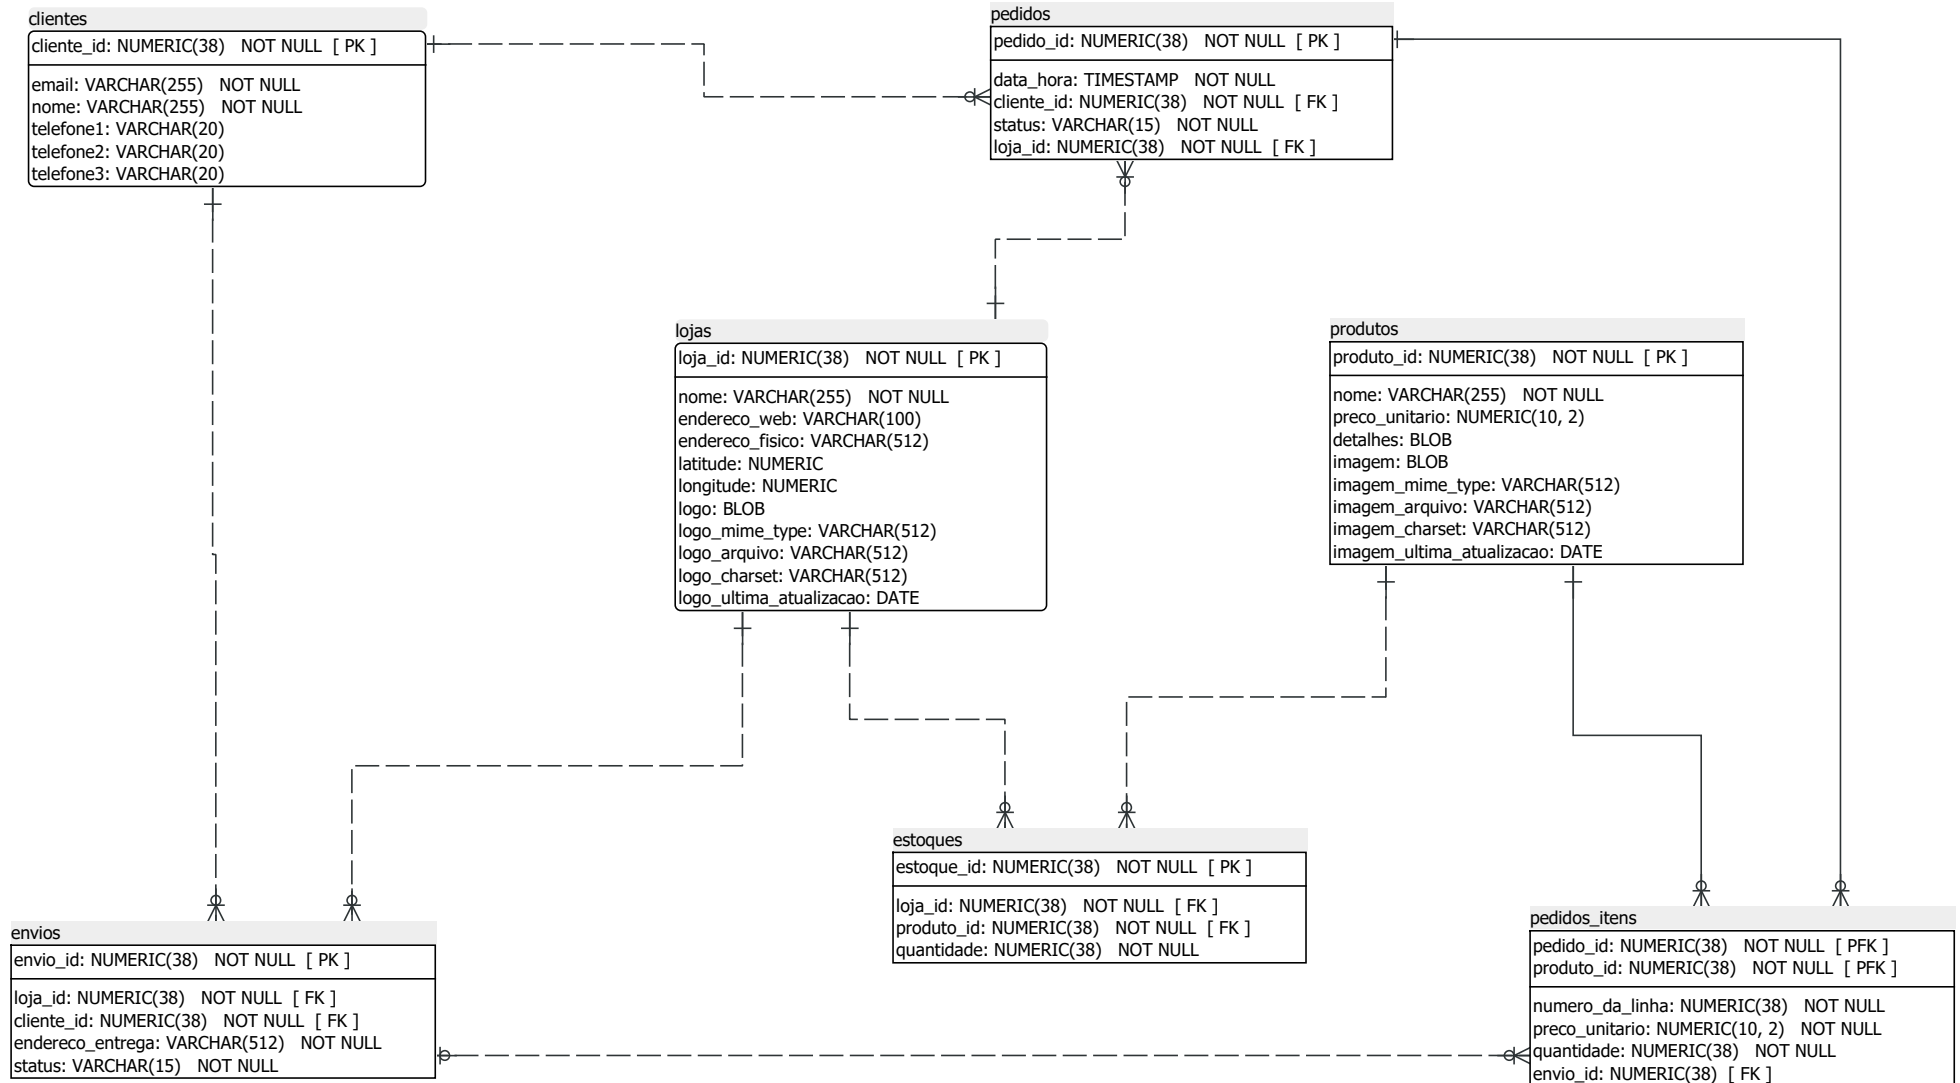 clientes
cliente_id: NUMERIC(38) NOT NULL [ PK ]
email: VARCHAR(255) NOT NULL
nome: VARCHAR(255) NOT NULL
telefone1: VARCHAR(20)
telefone2: VARCHAR(20)
telefone3: VARCHAR(20)
pedidos
pedido_id: NUMERIC(38) NOT NULL [ PK ]
data_hora: TIMESTAMP NOT NULL
cliente_id: NUMERIC(38) NOT NULL [ FK ]
status: VARCHAR(15) NOT NULL
loja_id: NUMERIC(38) NOT NULL [ FK ]
lojas
loja_id: NUMERIC(38) NOT NULL [ PK ]
nome: VARCHAR(255) NOT NULL
endereco_web: VARCHAR(100)
endereco_fisico: VARCHAR(512)
latitude: NUMERIC
longitude: NUMERIC
logo: BLOB
logo_mime_type: VARCHAR(512)
logo_arquivo: VARCHAR(512)
logo_charset: VARCHAR(512)
logo_ultima_atualizacao: DATE
produtos
produto_id: NUMERIC(38) NOT NULL [ PK ]
nome: VARCHAR(255) NOT NULL
preco_unitario: NUMERIC(10, 2)
detalhes: BLOB
imagem: BLOB
imagem_mime_type: VARCHAR(512)
imagem_arquivo: VARCHAR(512)
imagem_charset: VARCHAR(512)
imagem_ultima_atualizacao: DATE
estoques
estoque_id: NUMERIC(38) NOT NULL [ PK ]
loja_id: NUMERIC(38) NOT NULL [ FK ]
produto_id: NUMERIC(38) NOT NULL [ FK ]
quantidade: NUMERIC(38) NOT NULL
envios
envio_id: NUMERIC(38) NOT NULL [ PK ]
loja_id: NUMERIC(38) NOT NULL [ FK ]
cliente_id: NUMERIC(38) NOT NULL [ FK ]
endereco_entrega: VARCHAR(512) NOT NULL
status: VARCHAR(15) NOT NULL
pedidos_itens
pedido_id: NUMERIC(38) NOT NULL [ PFK ]
produto_id: NUMERIC(38) NOT NULL [ PFK ]
numero_da_linha: NUMERIC(38) NOT NULL
preco_unitario: NUMERIC(10, 2) NOT NULL
quantidade: NUMERIC(38) NOT NULL
envio_id: NUMERIC(38) [ FK ]